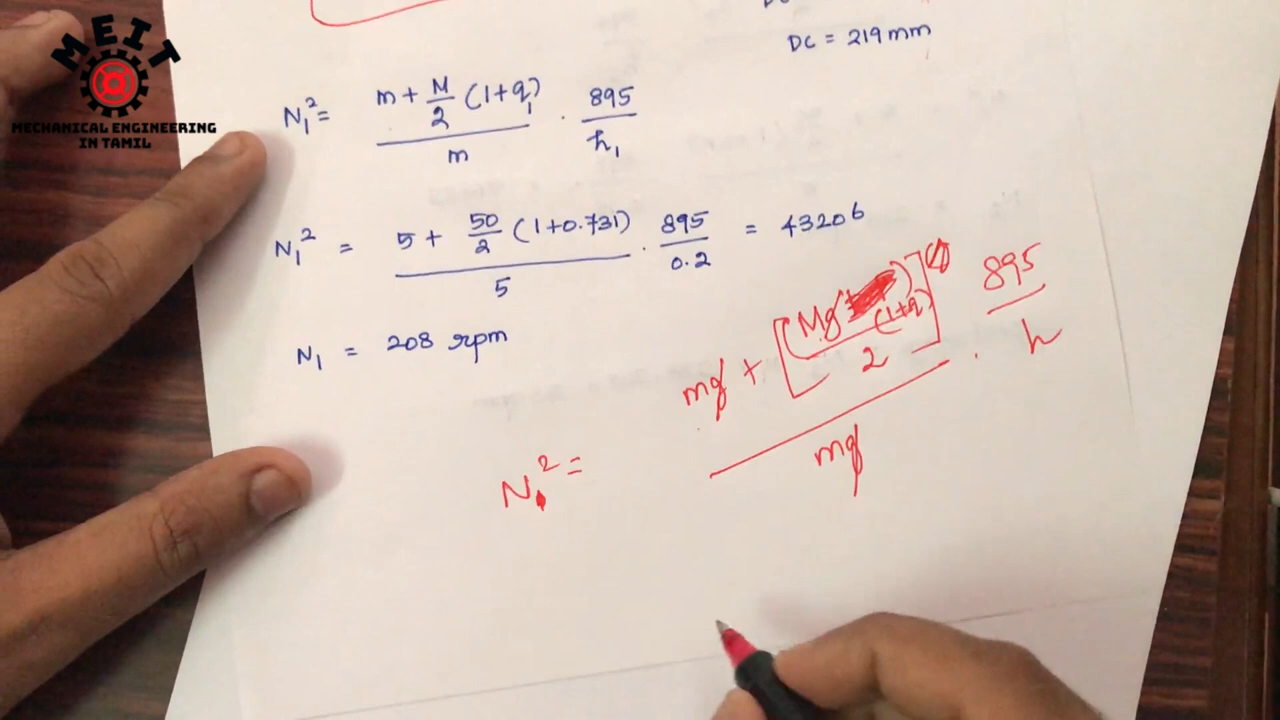 MEIT
MECHANICAL ENGINEERING
IN TAMIL
DC = 219 mm
N₁² = (m + M/2 (1+q₁)) / m · 895 / h₁
N₁² = (5 + 50/2 (1+0.731)) / 5 · 895 / 0.2 = 43206
N₁ = 208 rpm
N² = (mg + [(Mg (1+q)) / 2]) / mg · 895 / h